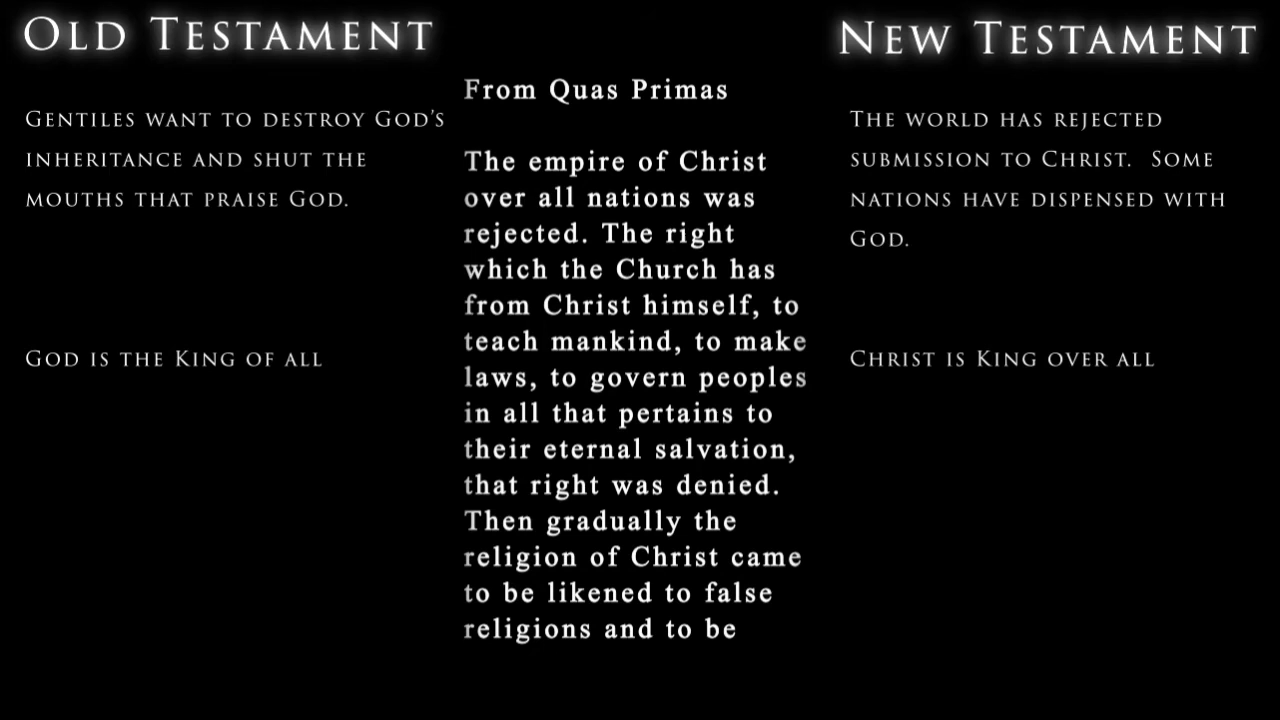 OLD TESTAMENT
GENTILES WANT TO DESTROY GOD'S
INHERITANCE AND SHUT THE
MOUTHS THAT PRAISE GOD.
GOD IS THE KING OF ALL
From Quas Primas
The empire of Christ
over all nations was
rejected. The right
which the Church has
from Christ himself, to
teach mankind, to make
laws, to govern peoples
in all that pertains to
their eternal salvation,
that right was denied.
Then gradually the
religion of Christ came
to be likened to false
religions and to be
NEW TESTAMENT
THE WORLD HAS REJECTED
SUBMISSION TO CHRIST.  SOME
NATIONS HAVE DISPENSED WITH
GOD.
CHRIST IS KING OVER ALL